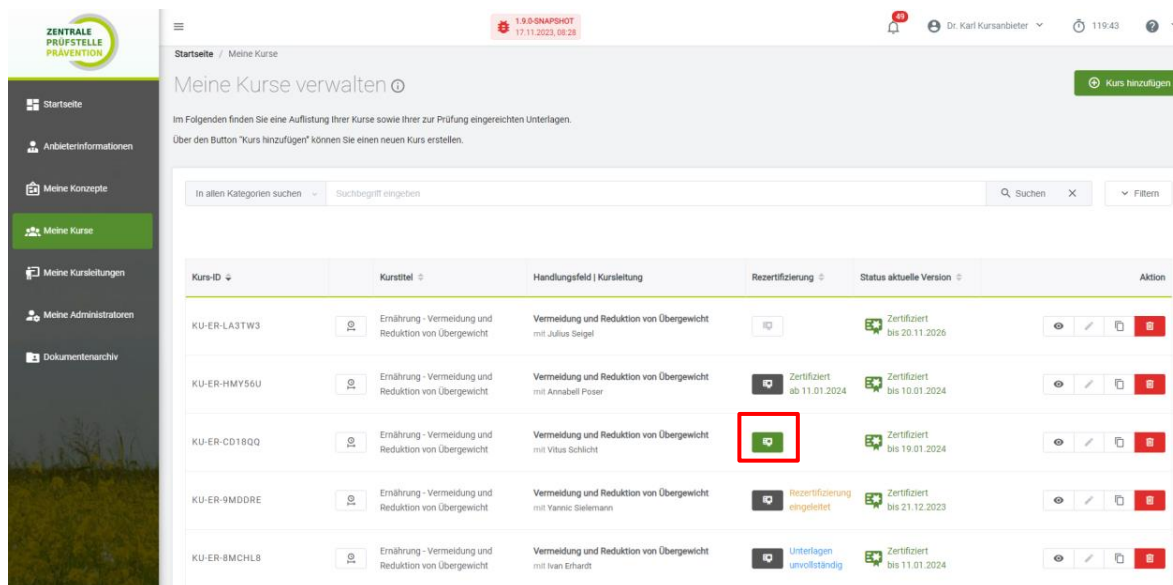 ZENTRALE
PRÜFSTELLE
PRÄVENTION
1.9.0-SNAPSHOT
17.11.2023, 08:28
49
Dr. Karl Kursanbieter
119:43
Startseite / Meine Kurse
Meine Kurse verwalten
Kurs hinzufügen
Im Folgenden finden Sie eine Auflistung Ihrer Kurse sowie Ihrer zur Prüfung eingereichten Unterlagen.
Über den Button "Kurs hinzufügen" können Sie einen neuen Kurs erstellen.
Startseite
Anbieterinformationen
Meine Konzepte
Meine Kurse
Meine Kursleitungen
Meine Administratoren
Dokumentenarchiv
In allen Kategorien suchen
Suchbegriff eingeben
Suchen
Filtern
Kurs-ID
Kurstitel
Handlungsfeld | Kursleitung
Rezertifizierung
Status aktuelle Version
Aktion
KU-ER-LA3TW3
Ernährung - Vermeidung und
Reduktion von Übergewicht
Vermeidung und Reduktion von Übergewicht
mit Julius Seigel
Zertifiziert
bis 20.11.2026
KU-ER-HMY56U
Ernährung - Vermeidung und
Reduktion von Übergewicht
Vermeidung und Reduktion von Übergewicht
mit Annabell Poser
Zertifiziert
ab 11.01.2024
Zertifiziert
bis 10.01.2024
KU-ER-CD18QQ
Ernährung - Vermeidung und
Reduktion von Übergewicht
Vermeidung und Reduktion von Übergewicht
mit Vitus Schlicht
Zertifiziert
bis 19.01.2024
KU-ER-9MDDRE
Ernährung - Vermeidung und
Reduktion von Übergewicht
Vermeidung und Reduktion von Übergewicht
mit Yannic Sielemann
Rezertifizierung
eingeleitet
Zertifiziert
bis 21.12.2023
KU-ER-8MCHL8
Ernährung - Vermeidung und
Reduktion von Übergewicht
Vermeidung und Reduktion von Übergewicht
mit Ivan Erhardt
Unterlagen
unvollständig
Zertifiziert
bis 11.01.2024